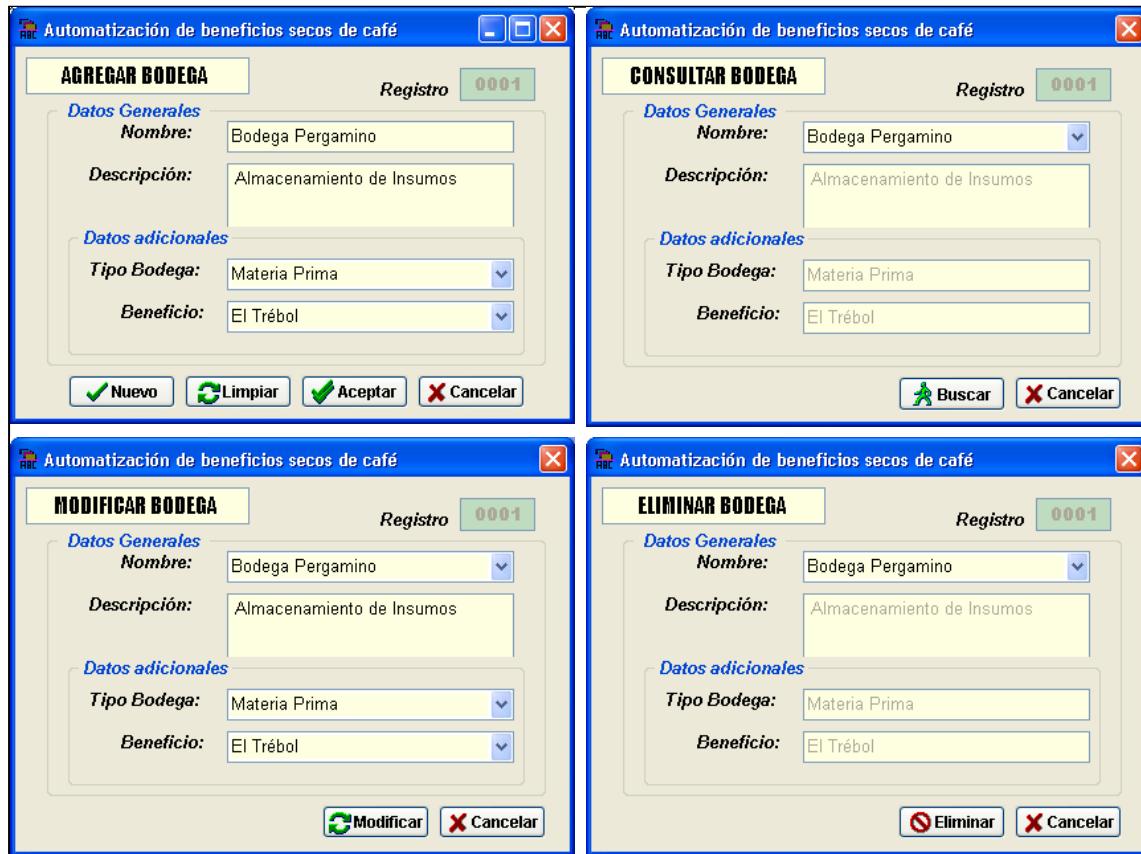 Automatización de beneficios secos de café
AGREGAR BODEGA
Registro 0001
Datos Generales
Nombre: Bodega Pergamino
Descripción: Almacenamiento de Insumos
Datos adicionales
Tipo Bodega: Materia Prima
Beneficio: El Trébol
Nuevo Limpiar Aceptar Cancelar
Automatización de beneficios secos de café
CONSULTAR BODEGA
Registro 0001
Datos Generales
Nombre: Bodega Pergamino
Descripción: Almacenamiento de Insumos
Datos adicionales
Tipo Bodega: Materia Prima
Beneficio: El Trébol
Buscar Cancelar
Automatización de beneficios secos de café
MODIFICAR BODEGA
Registro 0001
Datos Generales
Nombre: Bodega Pergamino
Descripción: Almacenamiento de Insumos
Datos adicionales
Tipo Bodega: Materia Prima
Beneficio: El Trébol
Modificar Cancelar
Automatización de beneficios secos de café
ELIMINAR BODEGA
Registro 0001
Datos Generales
Nombre: Bodega Pergamino
Descripción: Almacenamiento de Insumos
Datos adicionales
Tipo Bodega: Materia Prima
Beneficio: El Trébol
Eliminar Cancelar